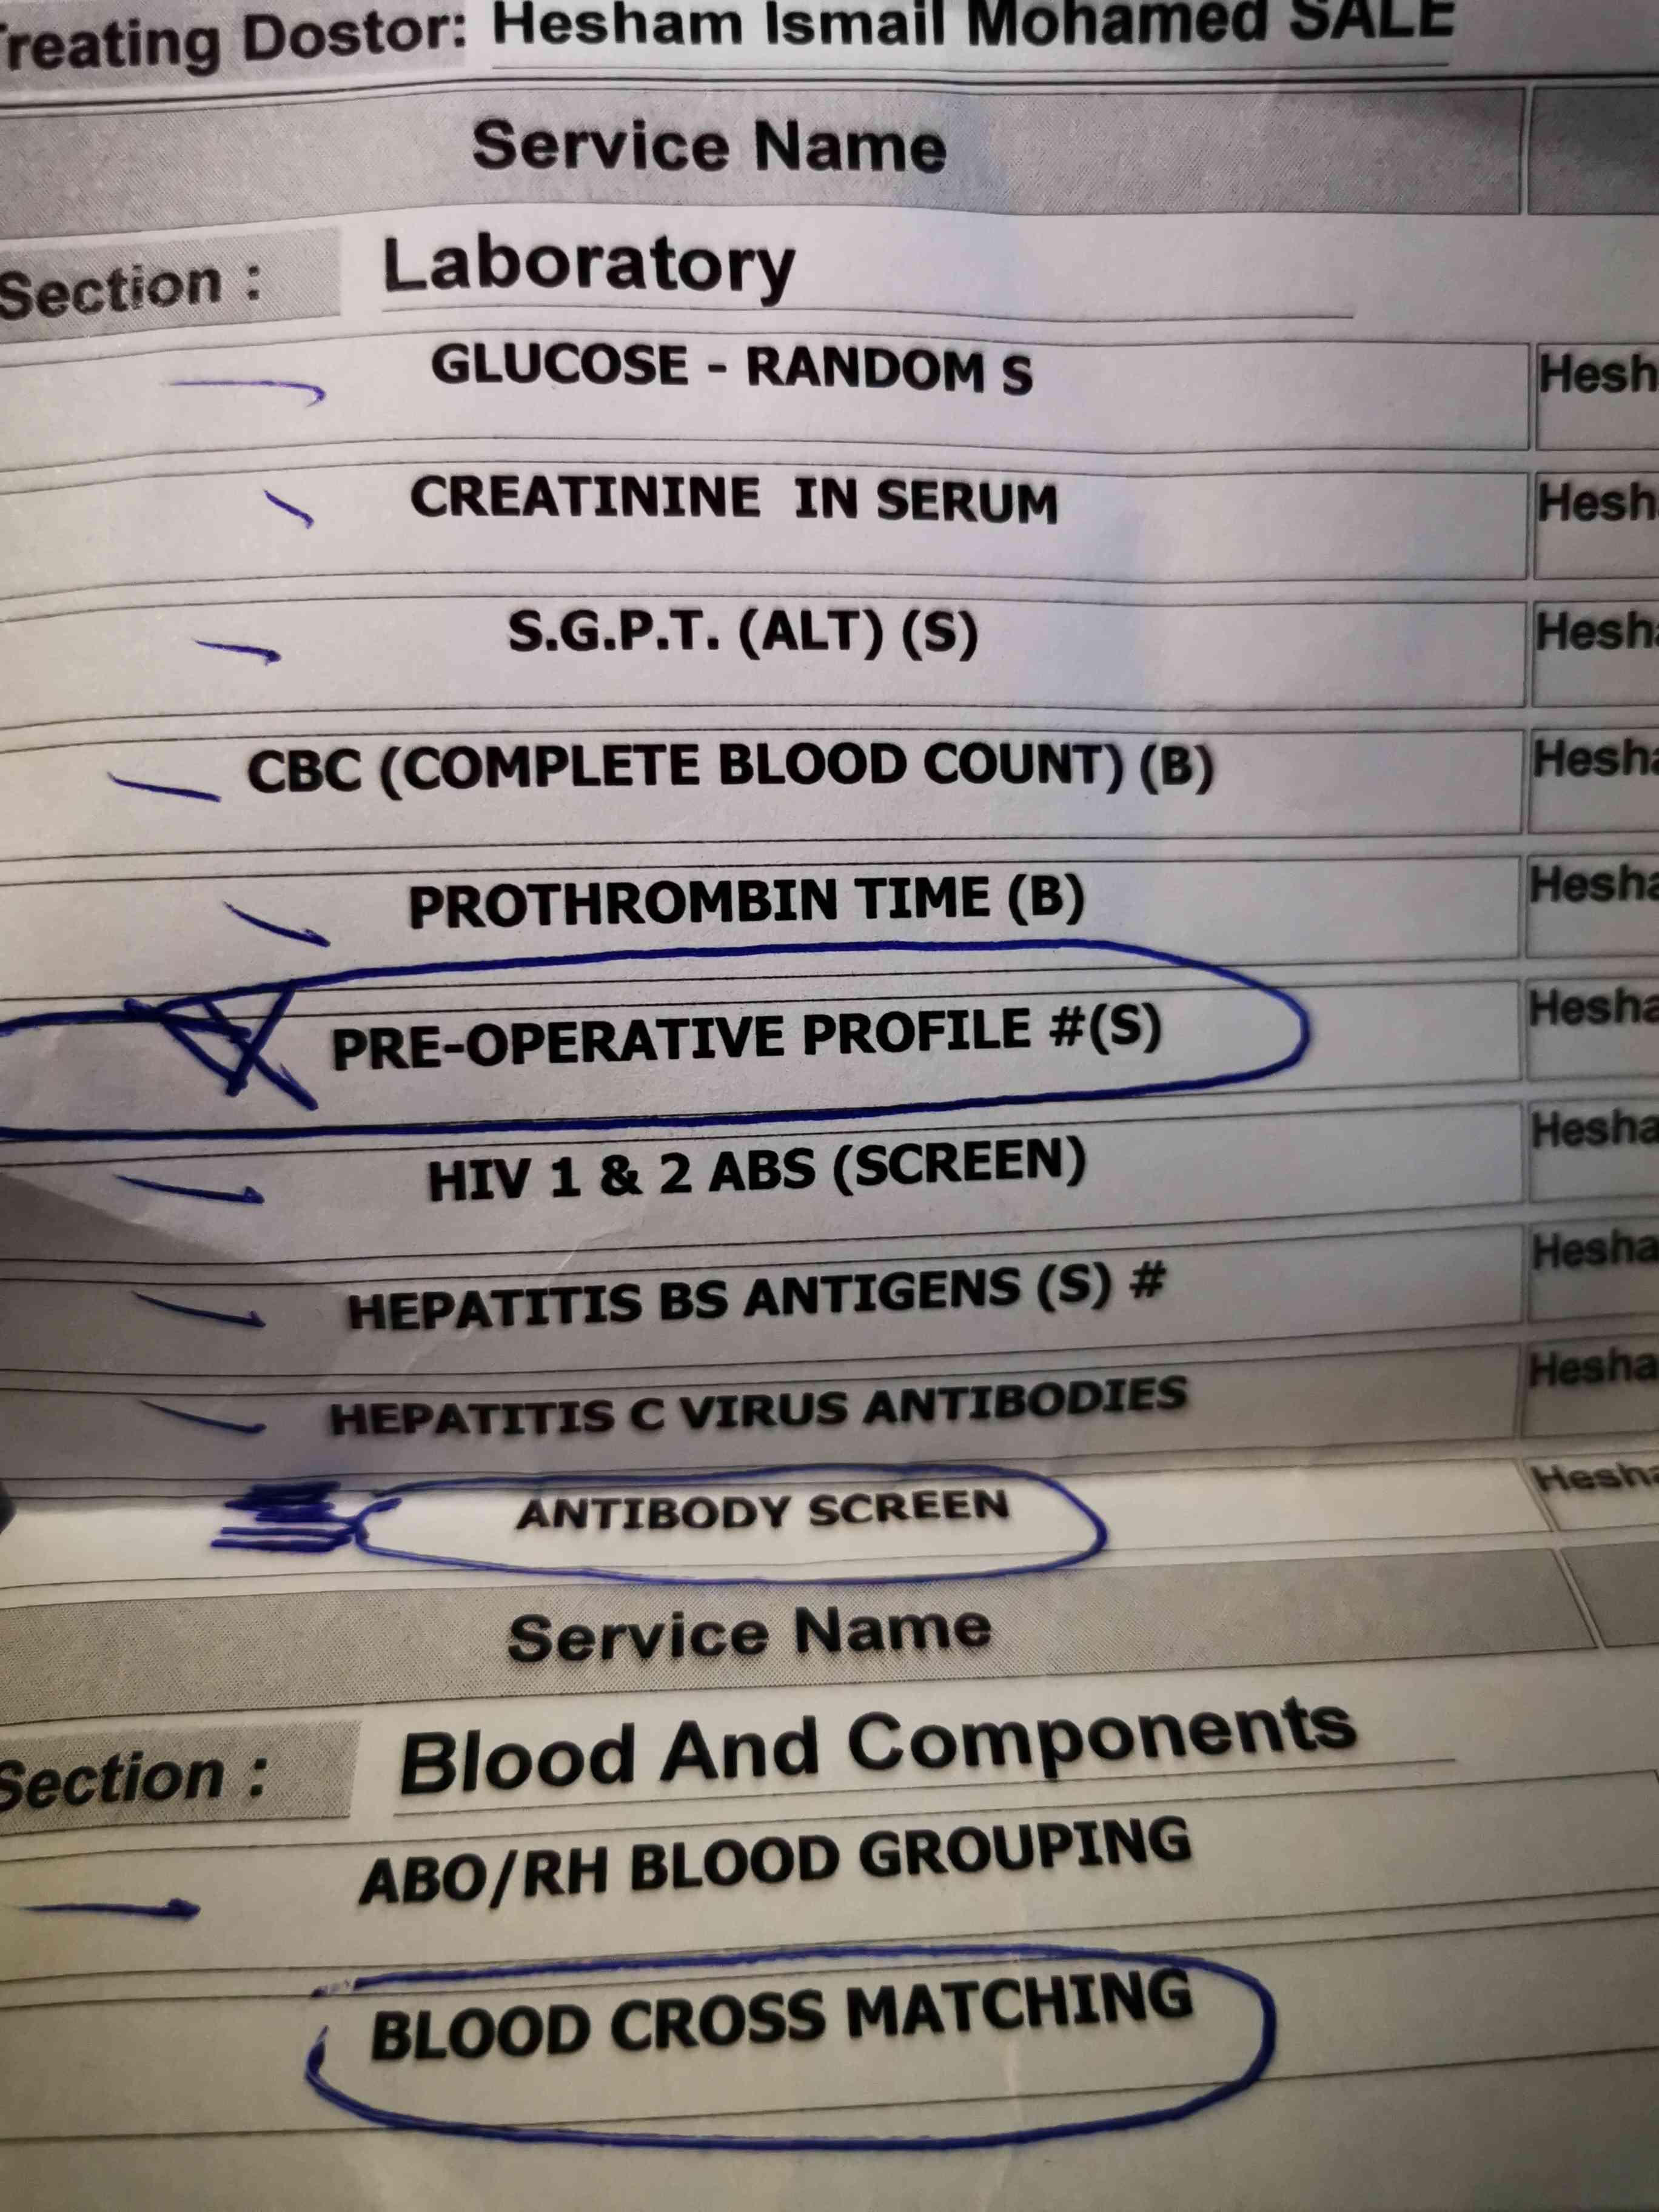 Treating Dostor: Hesham Ismail Mohamed SALE
Service Name
Section : Laboratory
GLUCOSE - RANDOM S Hesh
CREATININE IN SERUM Hesh
S.G.P.T. (ALT) (S) Hesha
CBC (COMPLETE BLOOD COUNT) (B) Hesha
PROTHROMBIN TIME (B) Hesha
PRE-OPERATIVE PROFILE #(S) Hesha
HIV 1 & 2 ABS (SCREEN) Hesha
HEPATITIS BS ANTIGENS (S) # Hesha
HEPATITIS C VIRUS ANTIBODIES Hesha
ANTIBODY SCREEN Hesha
Service Name
Section : Blood And Components
ABO/RH BLOOD GROUPING
BLOOD CROSS MATCHING